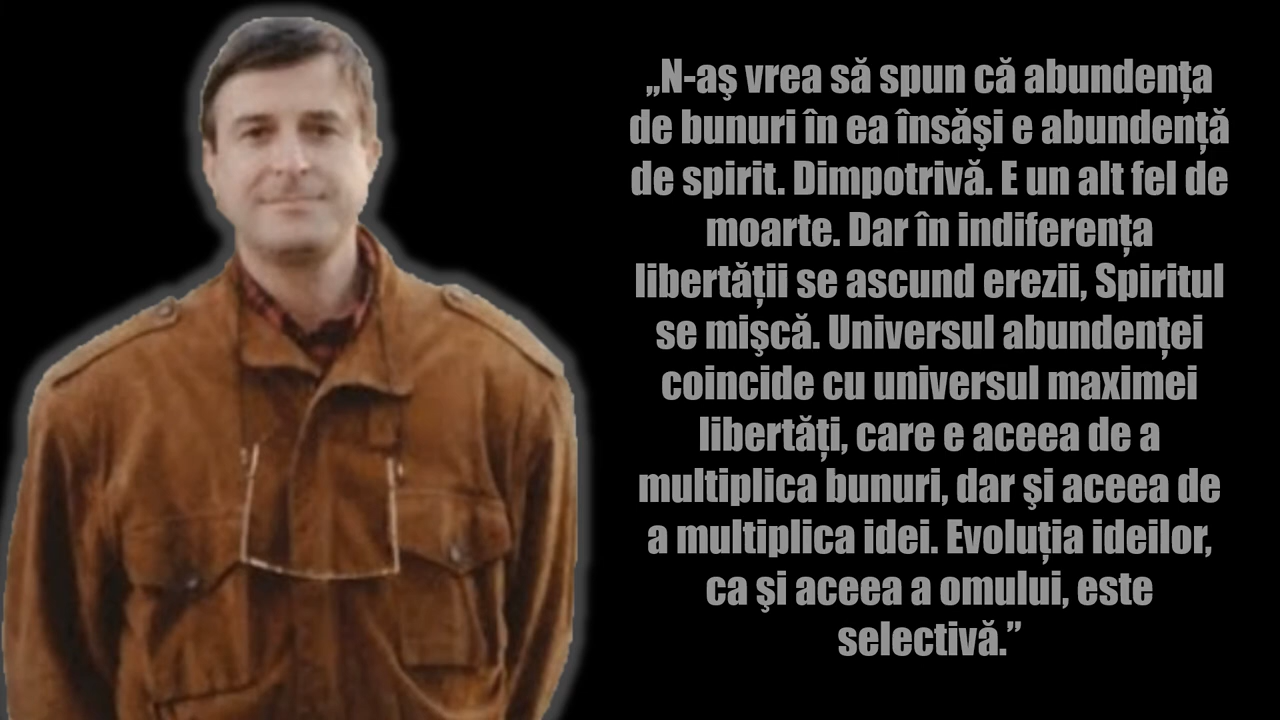 „N-aş vrea să spun că abundența
de bunuri în ea însăşi e abundență
de spirit. Dimpotrivă. E un alt fel de
moarte. Dar în indiferența
libertății se ascund erezii, Spiritul
se mişcă. Universul abundenței
coincide cu universul maximei
libertăți, care e aceea de a
multiplica bunuri, dar şi aceea de
a multiplica idei. Evoluția ideilor,
ca şi aceea a omului, este
selectivă.”